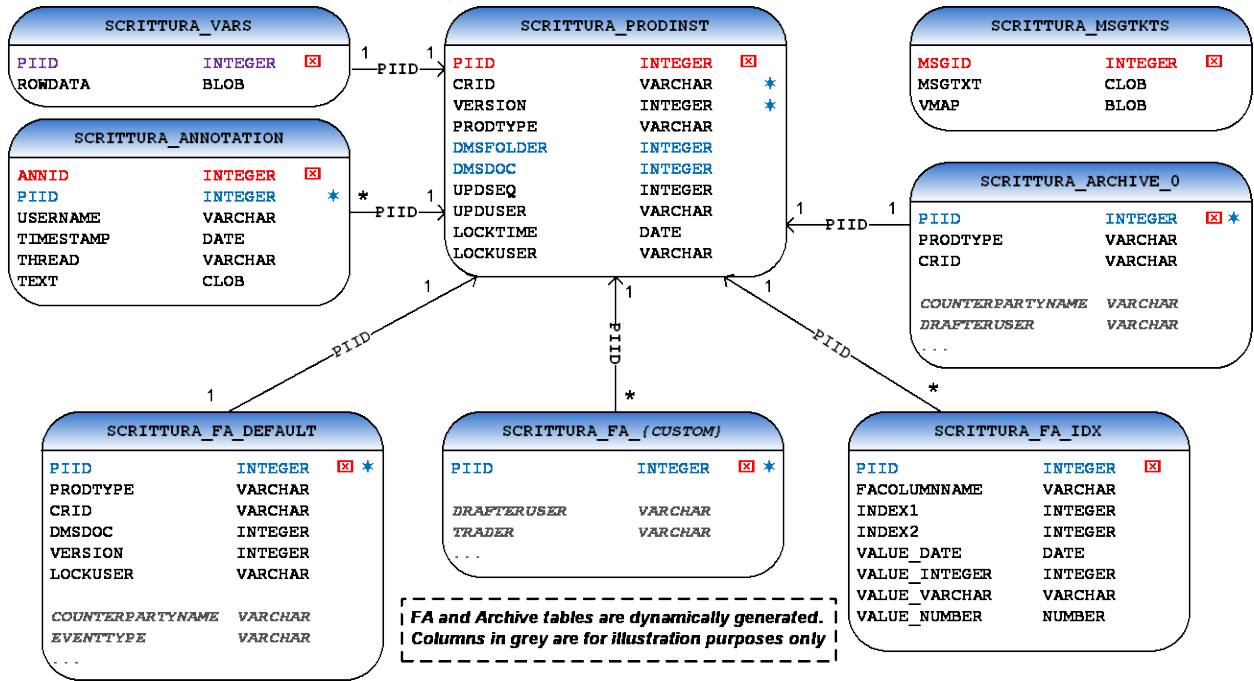 SCRITTURA_VARS
PIID INTEGER
ROWDATA BLOB
SCRITTURA_ANNOTATION
ANNID INTEGER
PIID INTEGER
USERNAME VARCHAR
TIMESTAMP DATE
THREAD VARCHAR
TEXT CLOB
1 PIID 1
* PIID 1
SCRITTURA_PRODINST
PIID INTEGER
CRID VARCHAR
VERSION INTEGER
PRODTYPE VARCHAR
DMSFOLDER INTEGER
DMSDOC INTEGER
UPDSEQ INTEGER
UPDUSER VARCHAR
LOCKTIME DATE
LOCKUSER VARCHAR
SCRITTURA_MSGTKTS
MSGID INTEGER
MSGTXT CLOB
VMAP BLOB
1 PIID 1
SCRITTURA_ARCHIVE_0
PIID INTEGER
PRODTYPE VARCHAR
CRID VARCHAR
COUNTERPARTYNAME VARCHAR
DRAFTERUSER VARCHAR
...
1 PIID 1
1 PIID *
1 PIID *
SCRITTURA_FA_DEFAULT
PIID INTEGER
PRODTYPE VARCHAR
CRID VARCHAR
DMSDOC INTEGER
VERSION INTEGER
LOCKUSER VARCHAR
COUNTERPARTYNAME VARCHAR
EVENTTYPE VARCHAR
...
SCRITTURA_FA_{CUSTOM}
PIID INTEGER
DRAFTERUSER VARCHAR
TRADER VARCHAR
...
SCRITTURA_FA_IDX
PIID INTEGER
FACOLUMNNAME VARCHAR
INDEX1 INTEGER
INDEX2 INTEGER
VALUE_DATE DATE
VALUE_INTEGER INTEGER
VALUE_VARCHAR VARCHAR
VALUE_NUMBER NUMBER
FA and Archive tables are dynamically generated.
Columns in grey are for illustration purposes only